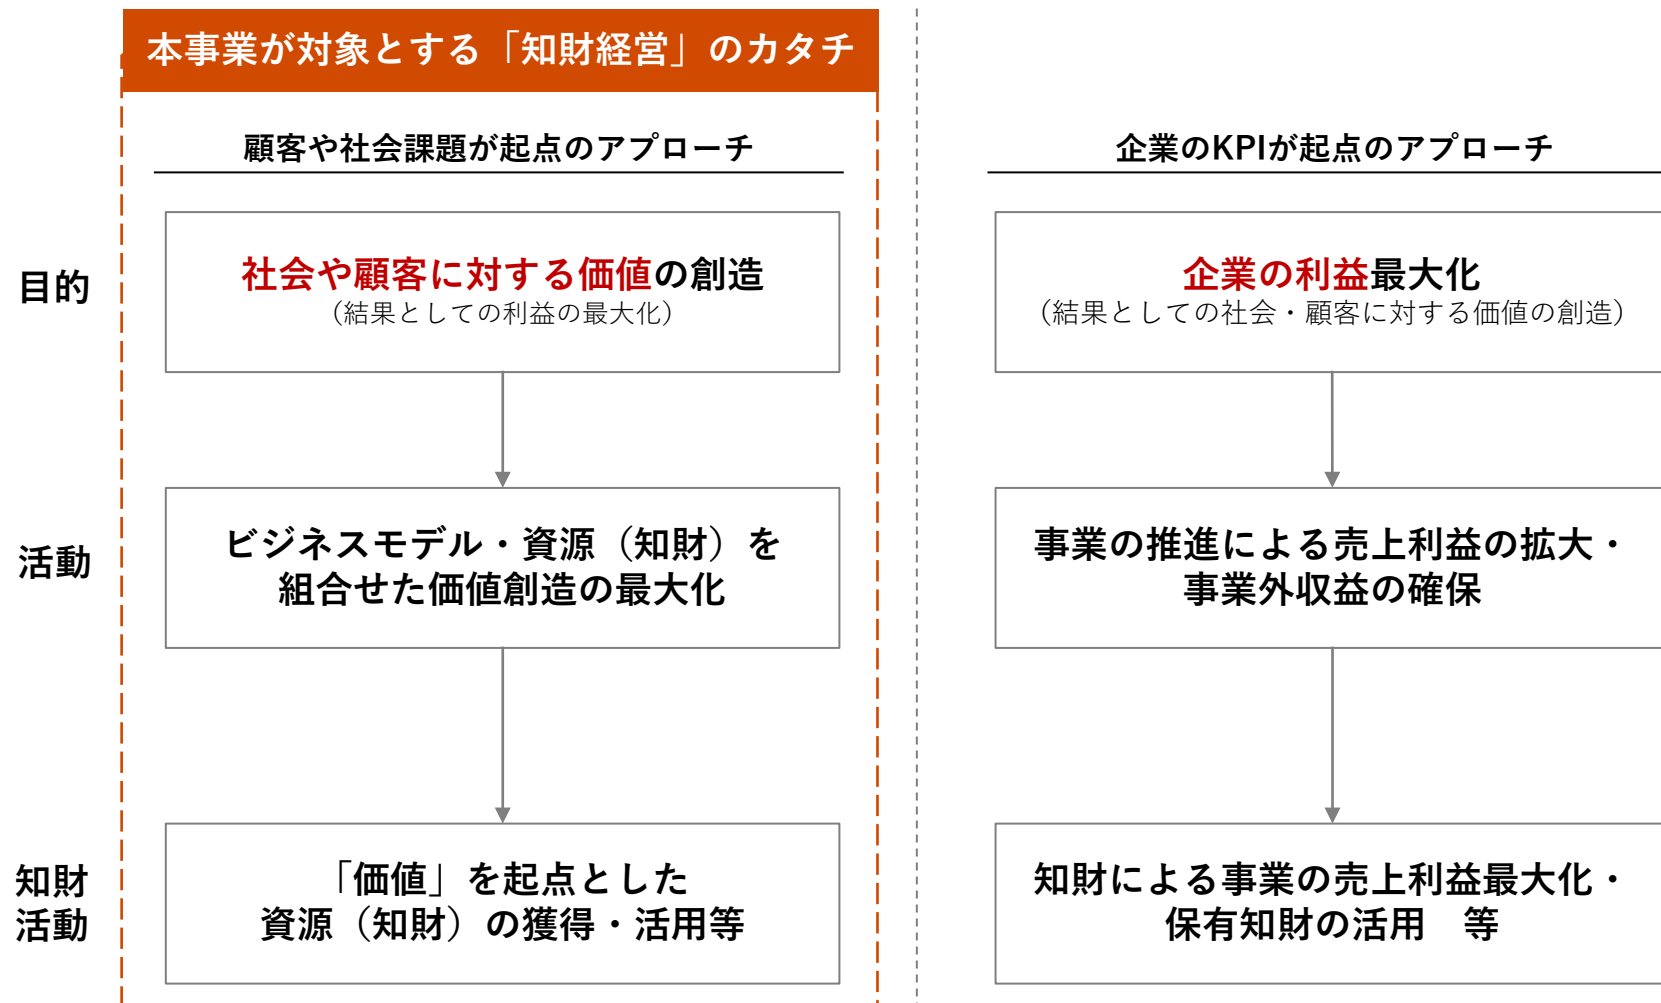 本事業が対象とする「知財経営」のカタチ
顧客や社会課題が起点のアプローチ
企業のKPIが起点のアプローチ
目的
社会や顧客に対する価値の創造
（結果としての利益の最大化）
企業の利益最大化
（結果としての社会・顧客に対する価値の創造）
活動
ビジネスモデル・資源（知財）を
組合せた価値創造の最大化
事業の推進による売上利益の拡大・
事業外収益の確保
知財
活動
「価値」を起点とした
資源（知財）の獲得・活用等
知財による事業の売上利益最大化・
保有知財の活用　等